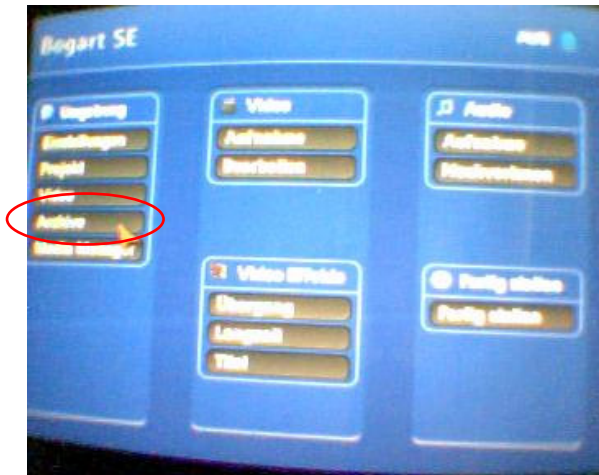 Bogart SE
Umgebung
Einstellungen
Projekt
Video
Archive
Video
Aufnahme
Bearbeiten
Audio
Aufnahme
Video Effekte
Übergang
Langzeit
Titel
Fertig stellen
Fertig stellen